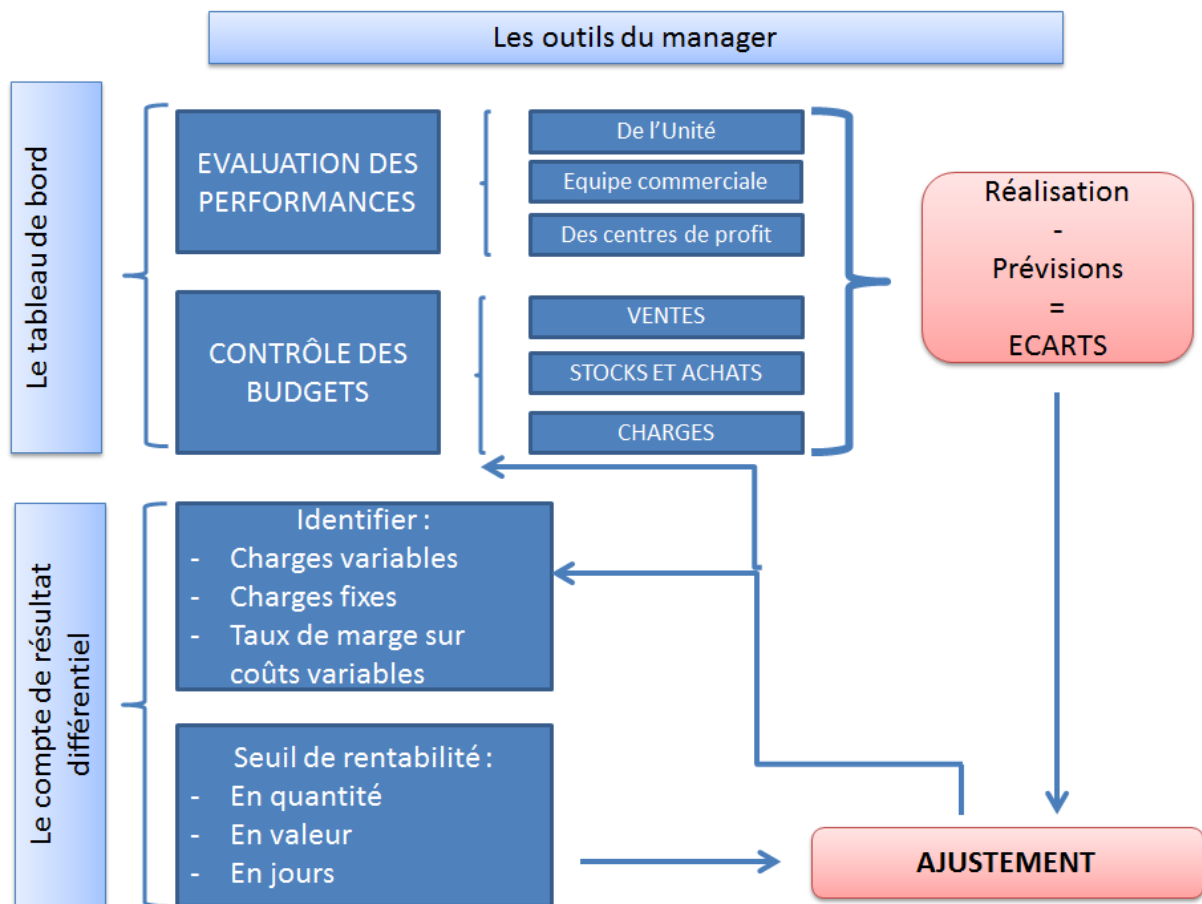 Les outils du manager
Le tableau de bord
EVALUATION DES
PERFORMANCES
De l'Unité
Equipe commerciale
Des centres de profit
CONTRÔLE DES
BUDGETS
VENTES
STOCKS ET ACHATS
CHARGES
Réalisation
-
Prévisions
=
ECARTS
Le compte de résultat
différentiel
Identifier :
- Charges variables
- Charges fixes
- Taux de marge sur
coûts variables
Seuil de rentabilité :
- En quantité
- En valeur
- En jours
AJUSTEMENT